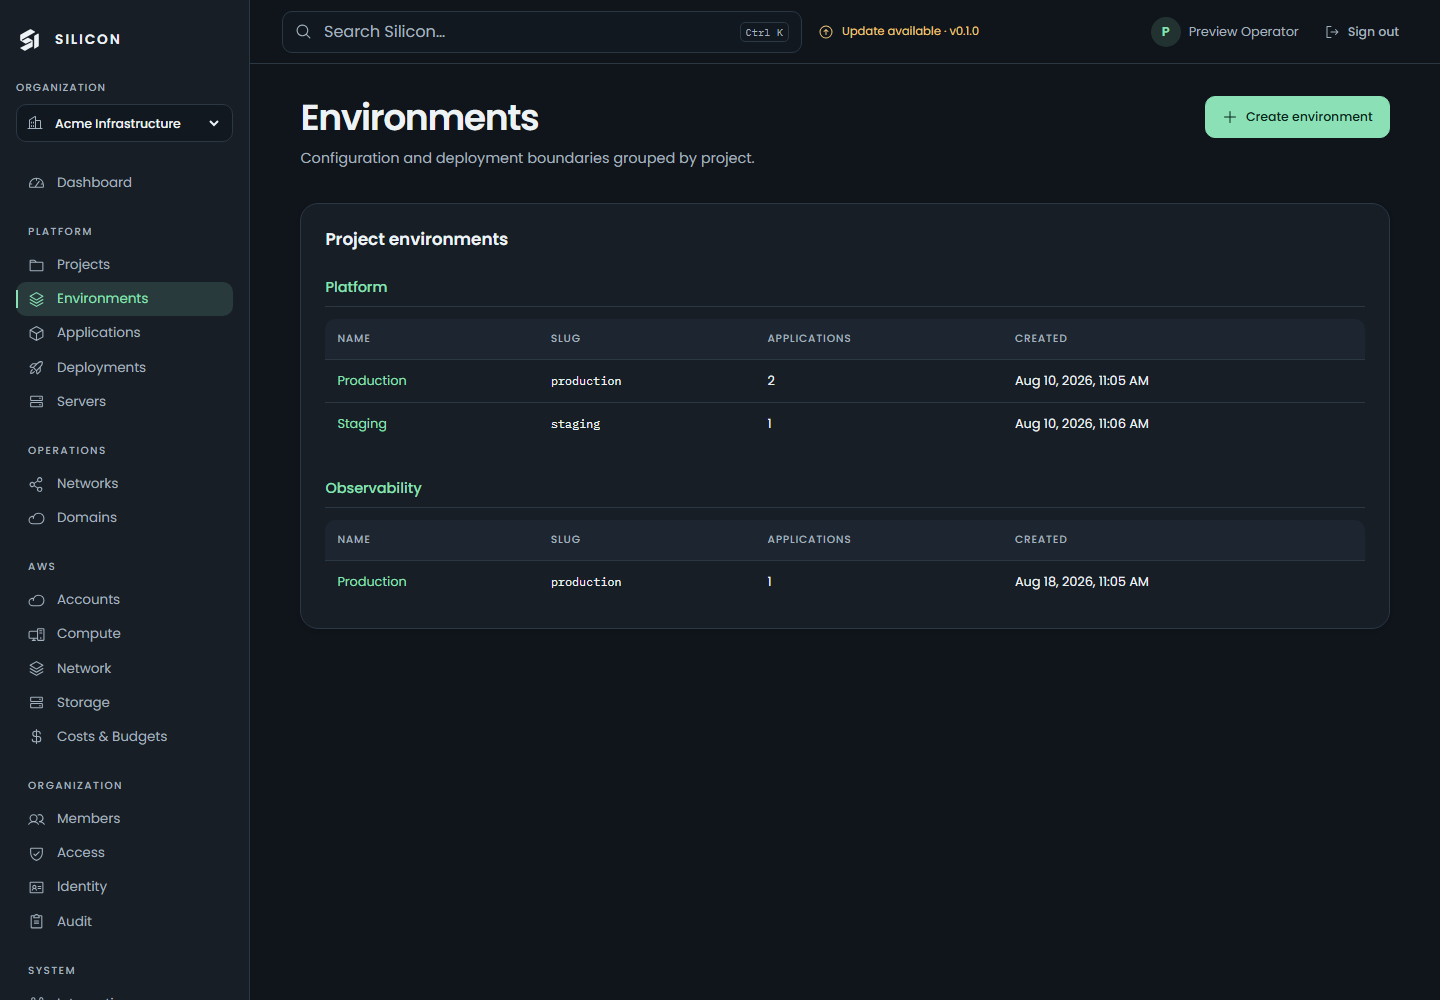 SILICON
ORGANIZATION
Acme Infrastructure
Dashboard
PLATFORM
Projects
Environments
Applications
Deployments
Servers
OPERATIONS
Networks
Domains
AWS
Accounts
Compute
Network
Storage
Costs & Budgets
ORGANIZATION
Members
Access
Identity
Audit
SYSTEM
Search Silicon...
Ctrl K
Update available · v0.1.0
P
Preview Operator
Sign out
Environments
Configuration and deployment boundaries grouped by project.
Create environment
Project environments
Platform
NAME SLUG APPLICATIONS CREATED
Production production 2 Aug 10, 2026, 11:05 AM
Staging staging 1 Aug 10, 2026, 11:06 AM
Observability
NAME SLUG APPLICATIONS CREATED
Production production 1 Aug 18, 2026, 11:05 AM